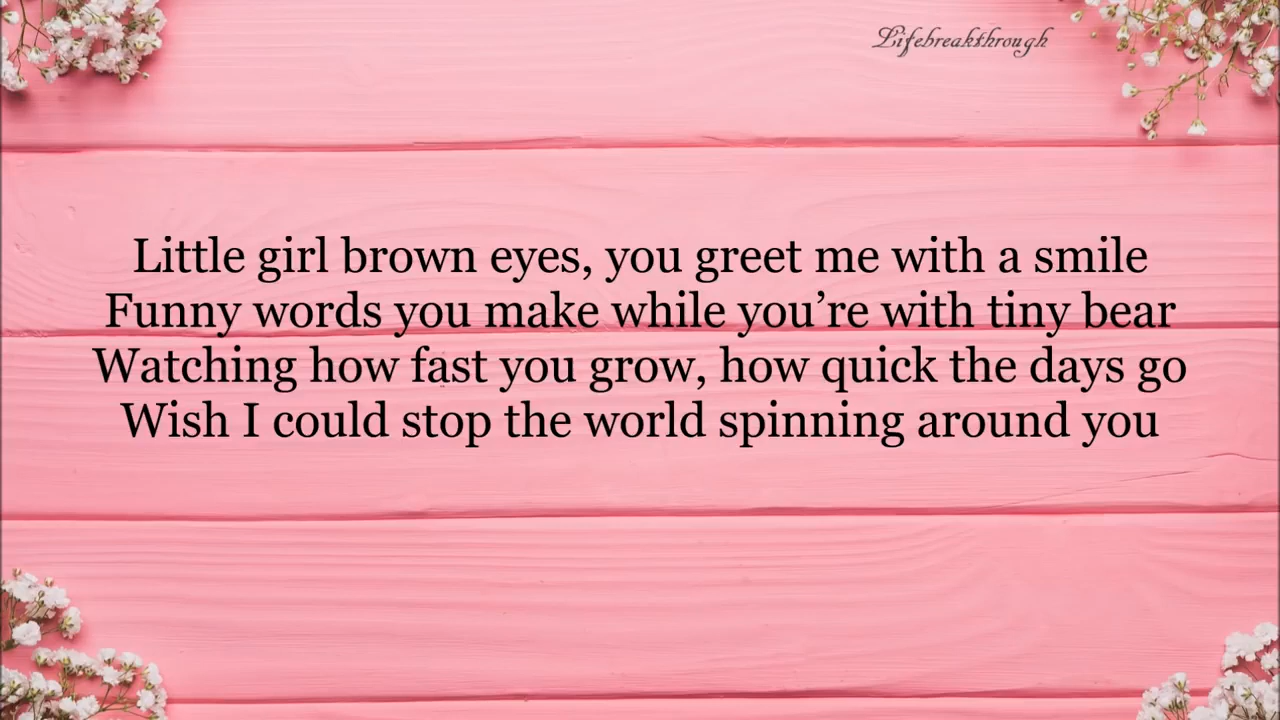 Lifebreakthrough
Little girl brown eyes, you greet me with a smile
Funny words you make while you’re with tiny bear
Watching how fast you grow, how quick the days go
Wish I could stop the world spinning around you